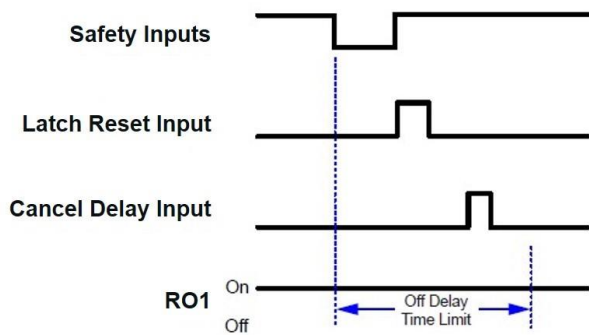 Safety Inputs
Latch Reset Input
Cancel Delay Input
RO1
On
Off
Off Delay
Time Limit